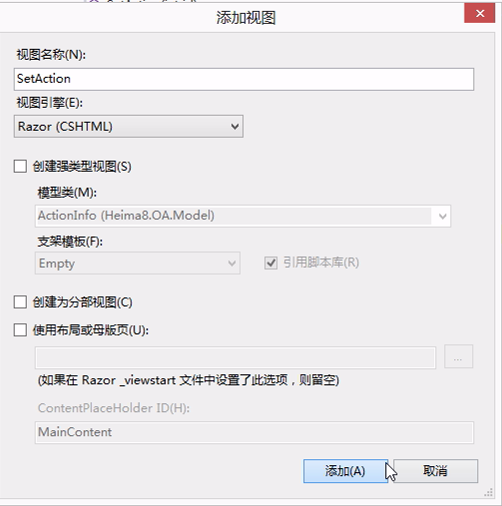 添加视图
视图名称(N):
SetAction
视图引擎(E):
Razor (CSHTML)
创建强类型视图(S)
模型类(M):
ActionInfo (Heima8.OA.Model)
支架模板(F):
Empty
引用脚本库(R)
创建为分部视图(C)
使用布局或母版页(U):
...
(如果在 Razor _viewstart 文件中设置了此选项，则留空)
ContentPlaceHolder ID(H):
MainContent
添加(A)
取消